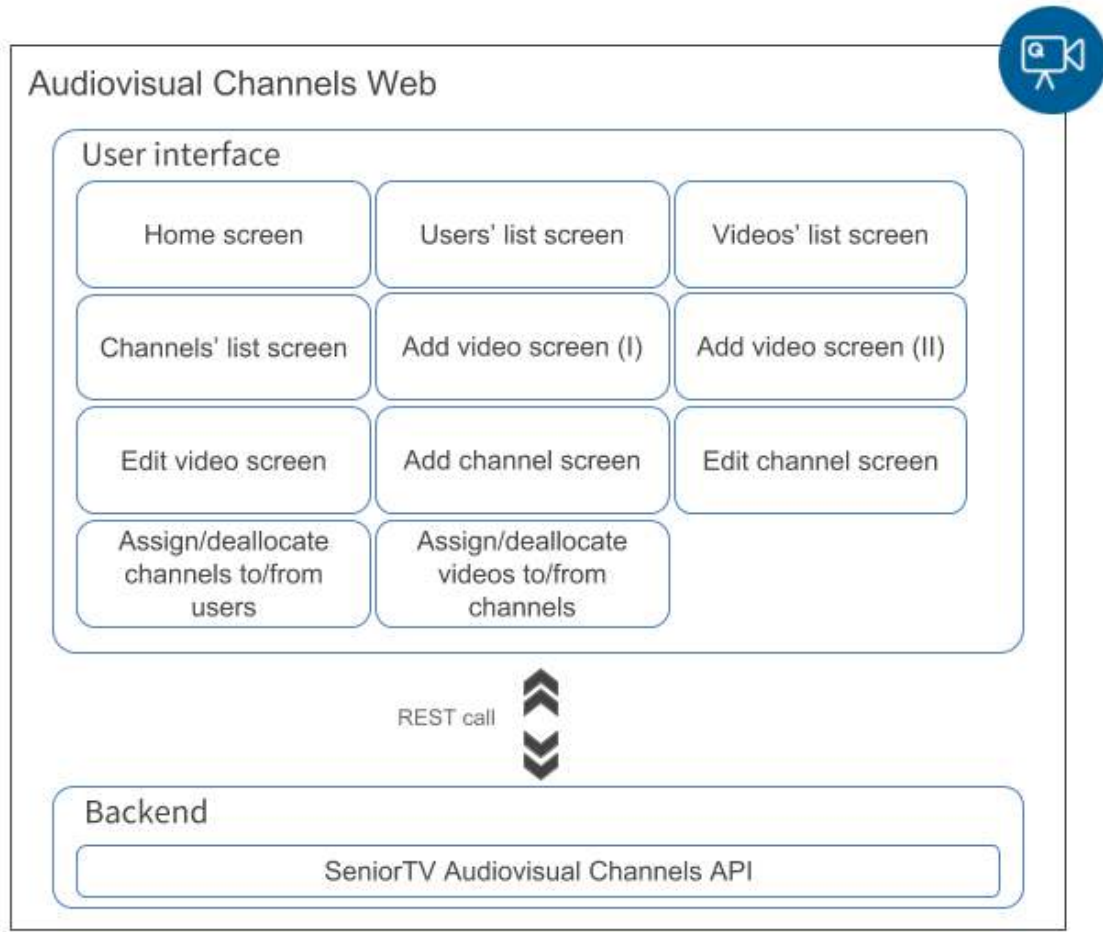 Audiovisual Channels Web
User interface
Home screen
Users' list screen
Videos' list screen
Channels' list screen
Add video screen (I)
Add video screen (II)
Edit video screen
Add channel screen
Edit channel screen
Assign/deallocate
channels to/from
users
Assign/deallocate
videos to/from
channels
REST call
Backend
SeniorTV Audiovisual Channels API